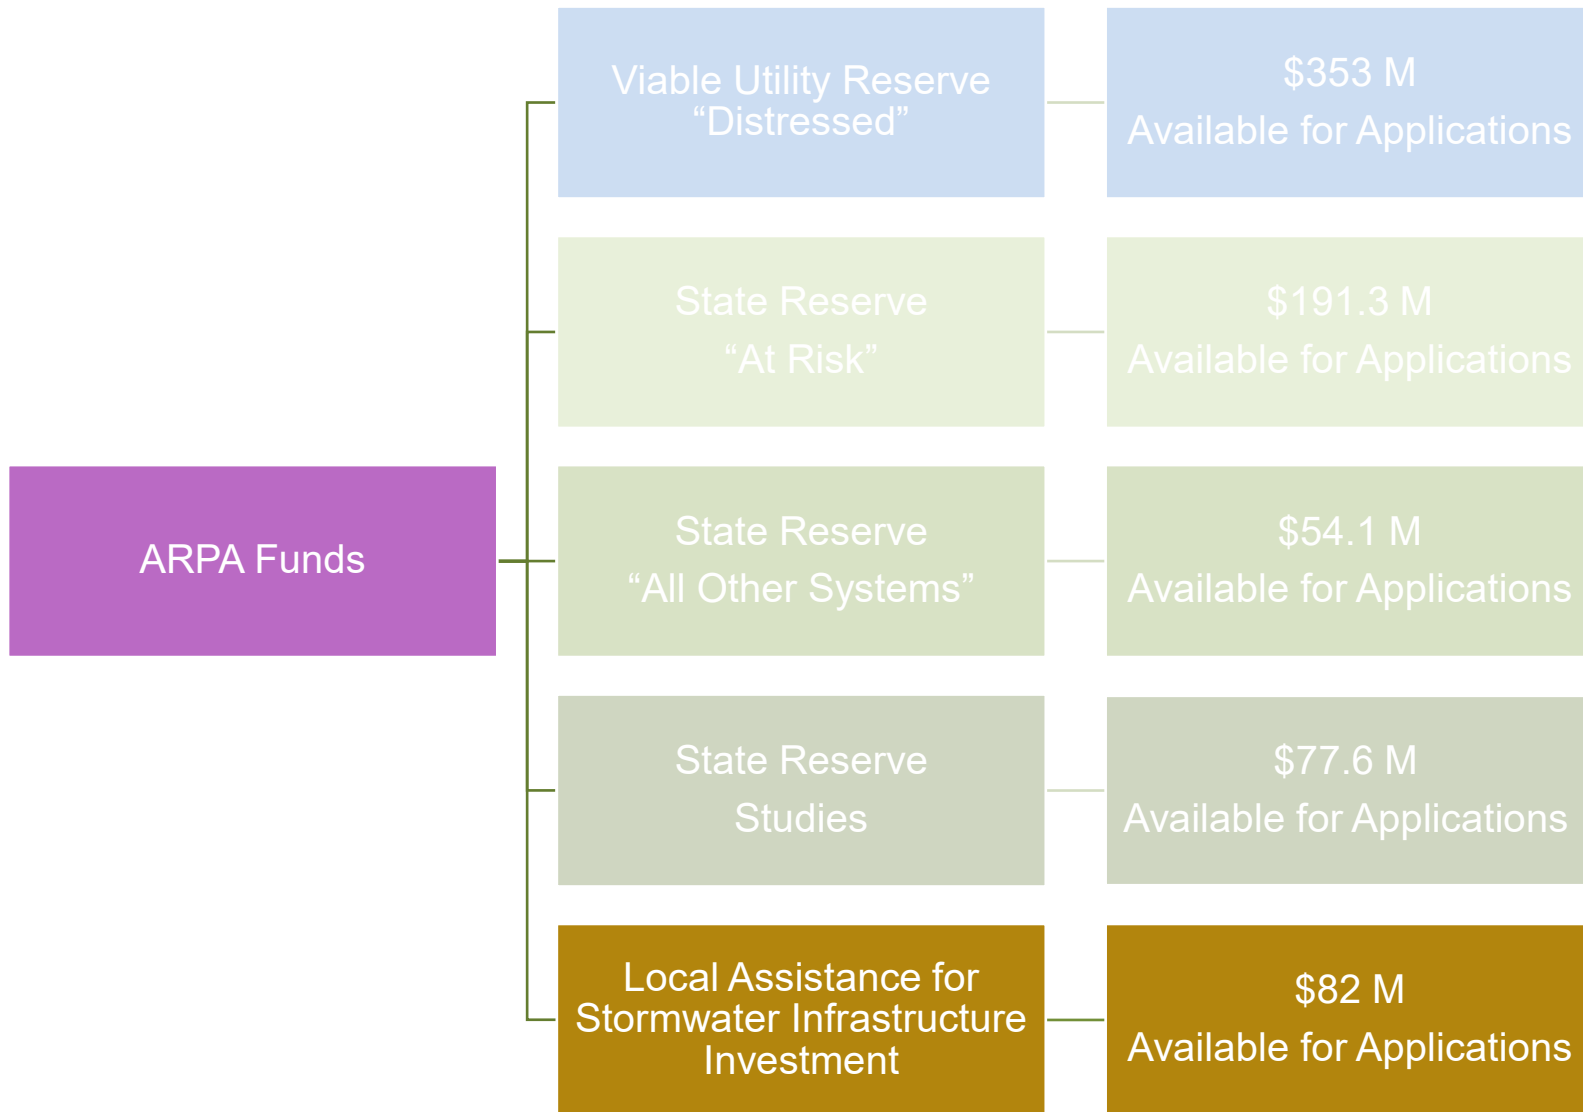 ARPA Funds
Viable Utility Reserve
“Distressed”
$353 M
Available for Applications
State Reserve
“At Risk”
$191.3 M
Available for Applications
State Reserve
“All Other Systems”
$54.1 M
Available for Applications
State Reserve
Studies
$77.6 M
Available for Applications
Local Assistance for
Stormwater Infrastructure
Investment
$82 M
Available for Applications